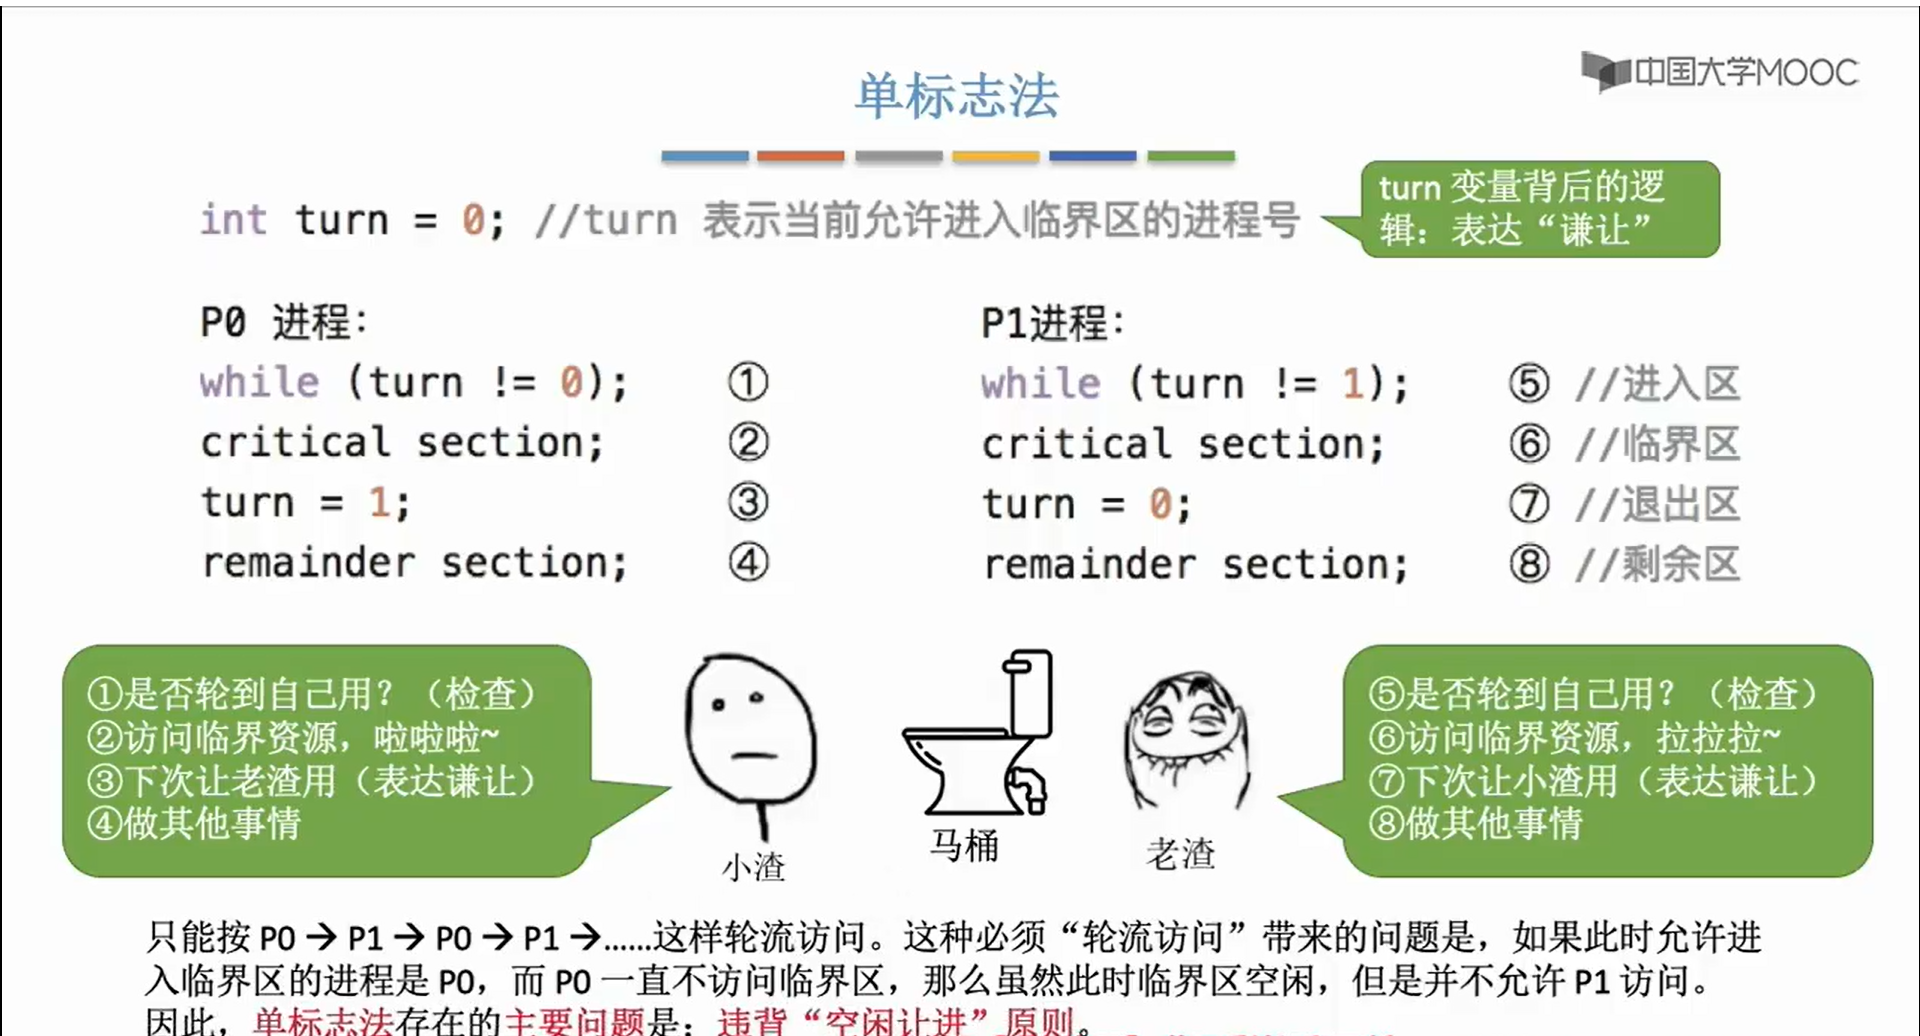 中国大学MOOC
单标志法
int turn = 0; //turn 表示当前允许进入临界区的进程号
turn 变量背后的逻
辑：表达“谦让”
P0 进程：
while (turn != 0); ①
critical section; ②
turn = 1; ③
remainder section; ④
P1进程：
while (turn != 1); ⑤ //进入区
critical section; ⑥ //临界区
turn = 0; ⑦ //退出区
remainder section; ⑧ //剩余区
①是否轮到自己用？（检查）
②访问临界资源，啦啦啦~
③下次让老渣用（表达谦让）
④做其他事情
小渣
马桶
老渣
⑤是否轮到自己用？（检查）
⑥访问临界资源，拉拉拉~
⑦下次让小渣用（表达谦让）
⑧做其他事情
只能按 P0 → P1 → P0 → P1 →……这样轮流访问。这种必须“轮流访问”带来的问题是，如果此时允许进
入临界区的进程是 P0，而 P0 一直不访问临界区，那么虽然此时临界区空闲，但是并不允许 P1 访问。
因此，单标志法存在的主要问题是：违背“空闲让进”原则。